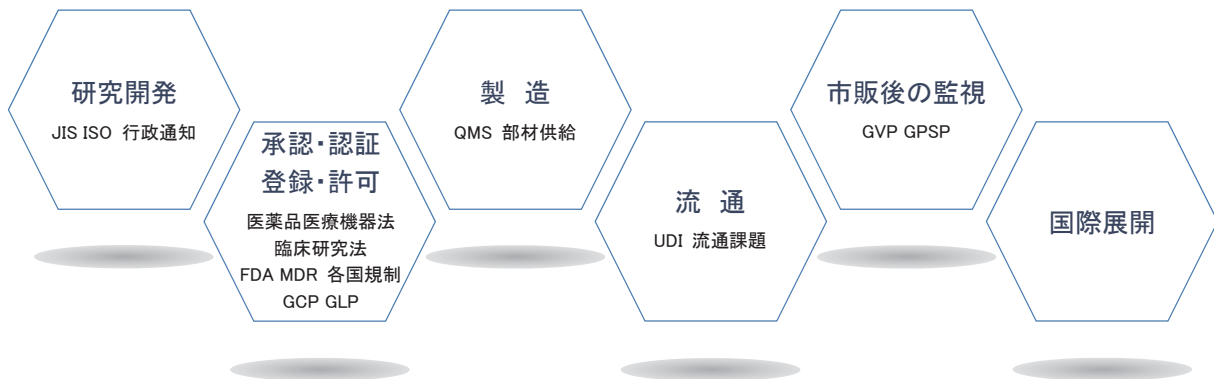 研究開発
JIS ISO 行政通知
承認・認証
登録・許可
医薬品医療機器法
臨床研究法
FDA MDR 各国規制
GCP GLP
製 造
QMS 部材供給
流 通
UDI 流通課題
市販後の監視
GVP GPSP
国際展開